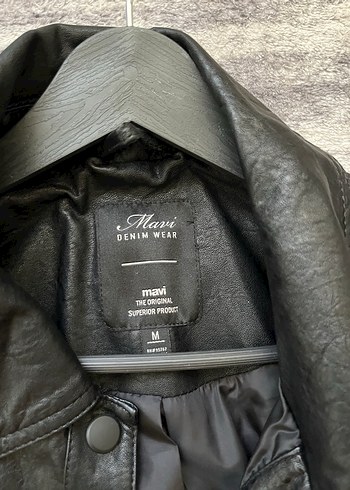 Mavi
DENIM WEAR
mavi
THE ORIGINAL
SUPERIOR PRODUCT
M